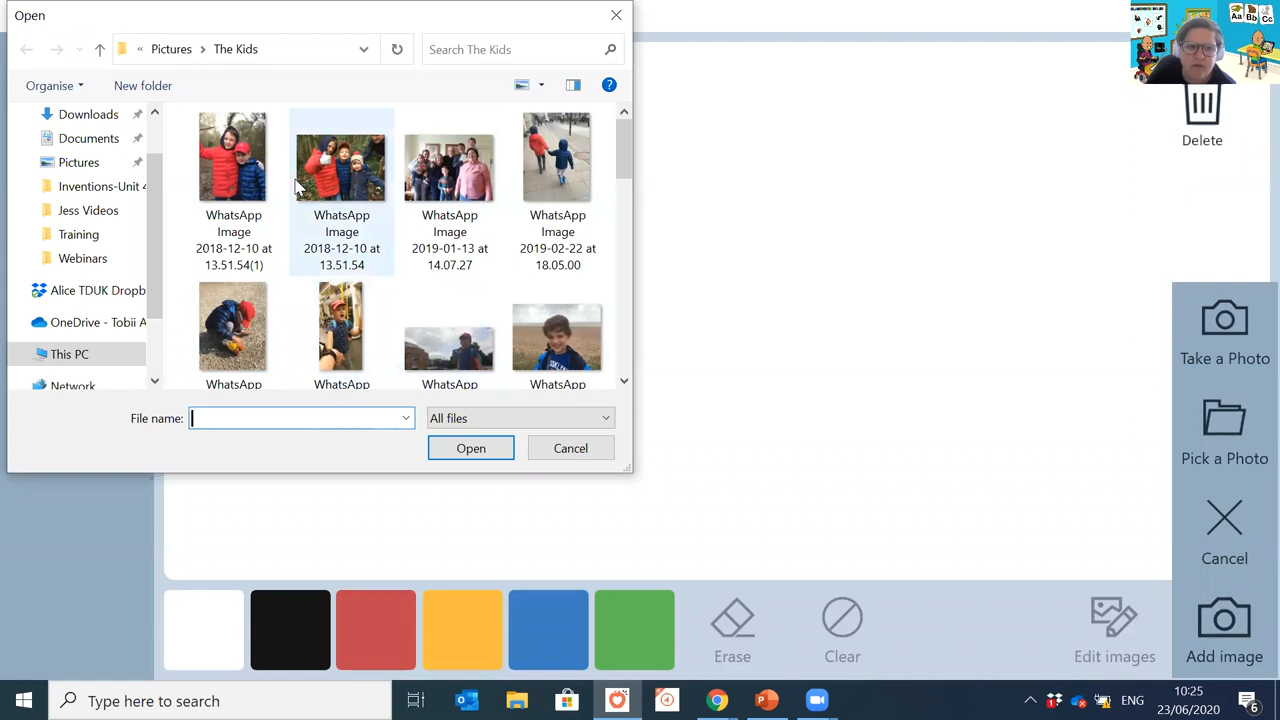 Open
« Pictures > The Kids
Search The Kids
Organise
New folder
Downloads
Documents
Pictures
Inventions-Unit 4
Jess Videos
Training
Webinars
Alice TDUK Dropb
OneDrive - Tobii A
This PC
Network
WhatsApp
Image
2018-12-10 at
13.51.54(1)
WhatsApp
Image
2018-12-10 at
13.51.54
WhatsApp
Image
2019-01-13 at
14.07.27
WhatsApp
Image
2019-02-22 at
18.05.00
WhatsApp
WhatsApp
WhatsApp
WhatsApp
File name:
All files
Open
Cancel
Aa Bb Cc
Delete
Take a Photo
Pick a Photo
Cancel
Add image
Erase
Clear
Edit images
Type here to search
ENG
10:25
23/06/2020
6